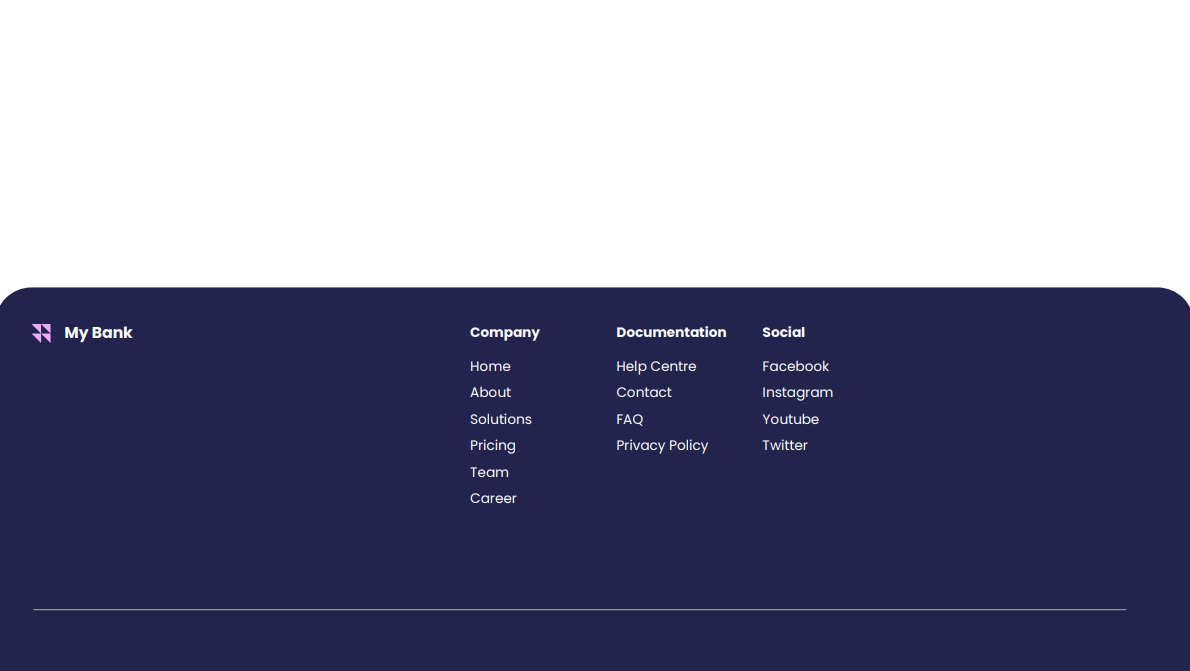 My Bank
Company
Home
About
Solutions
Pricing
Team
Career
Documentation
Help Centre
Contact
FAQ
Privacy Policy
Social
Facebook
Instagram
Youtube
Twitter